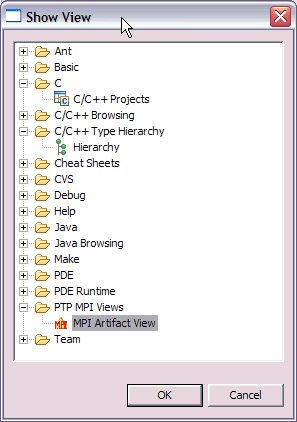 Show View
Ant
Basic
C
C/C++ Projects
C/C++ Browsing
C/C++ Type Hierarchy
Hierarchy
Cheat Sheets
CVS
Debug
Help
Java
Java Browsing
Make
PDE
PDE Runtime
PTP MPI Views
MPI MPI Artifact View
Team
OK Cancel